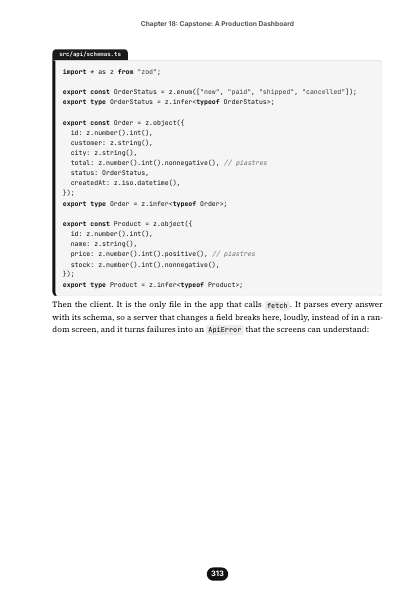 Chapter 18: Capstone: A Production Dashboard
src/api/schemas.ts
import * as z from "zod";
export const OrderStatus = z.enum(["new", "paid", "shipped", "cancelled"]);
export type OrderStatus = z.infer<typeof OrderStatus>;
export const Order = z.object({
  id: z.number().int(),
  customer: z.string(),
  city: z.string(),
  total: z.number().int().nonnegative(), // piastres
  status: OrderStatus,
  createdAt: z.iso.datetime(),
});
export type Order = z.infer<typeof Order>;
export const Product = z.object({
  id: z.number().int(),
  name: z.string(),
  price: z.number().int().positive(), // piastres
  stock: z.number().int().nonnegative(),
});
export type Product = z.infer<typeof Product>;
Then the client. It is the only file in the app that calls fetch. It parses every answer
with its schema, so a server that changes a field breaks here, loudly, instead of in a ran-
dom screen, and it turns failures into an ApiError that the screens can understand:
313